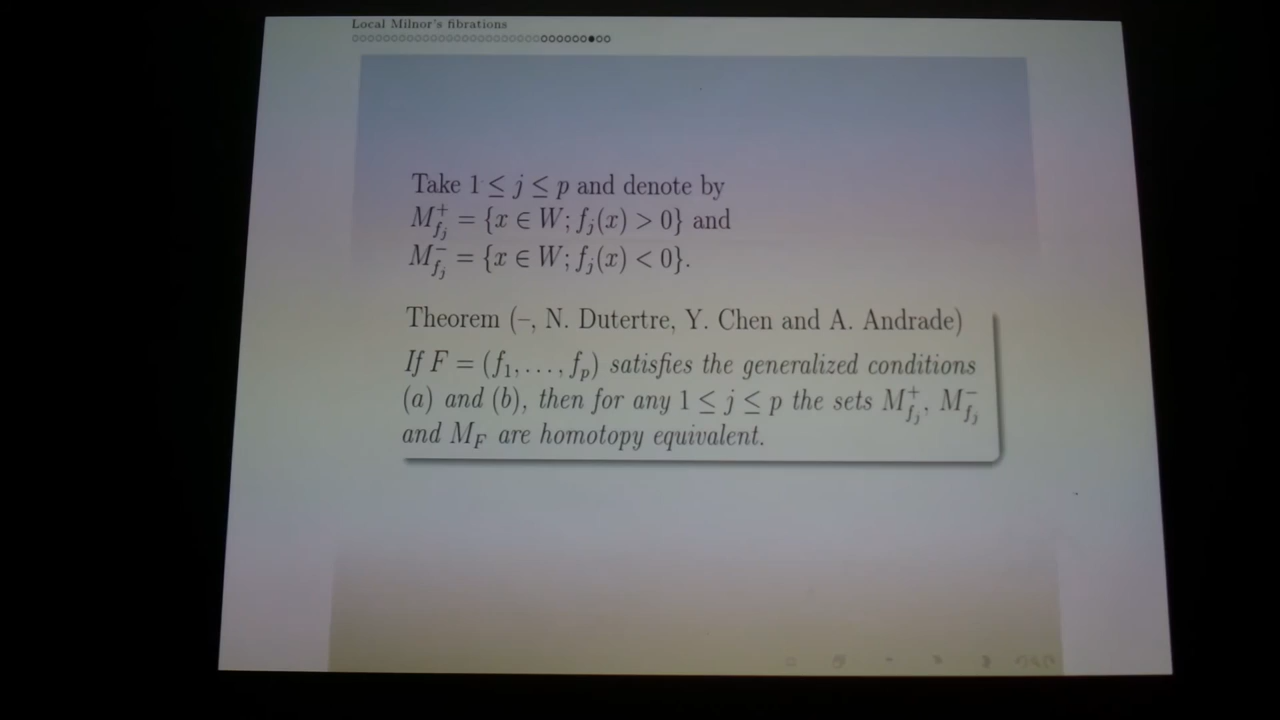 Local Milnor's fibrations
Take 1 ≤ j ≤ p and denote by
M⁺_{f_j} = {x ∈ W; f_j(x) > 0} and
M⁻_{f_j} = {x ∈ W; f_j(x) < 0}.
Theorem (–, N. Dutertre, Y. Chen and A. Andrade)
If F = (f₁, . . . , f_p) satisfies the generalized conditions
(a) and (b), then for any 1 ≤ j ≤ p the sets M⁺_{f_j}, M⁻_{f_j}
and M_F are homotopy equivalent.